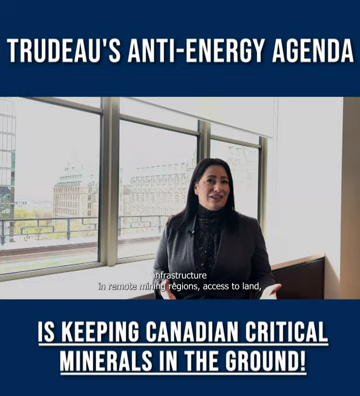 TRUDEAU'S ANTI-ENERGY AGENDA
infrastructure
in remote mining regions, access to land,
IS KEEPING CANADIAN CRITICAL
MINERALS IN THE GROUND!